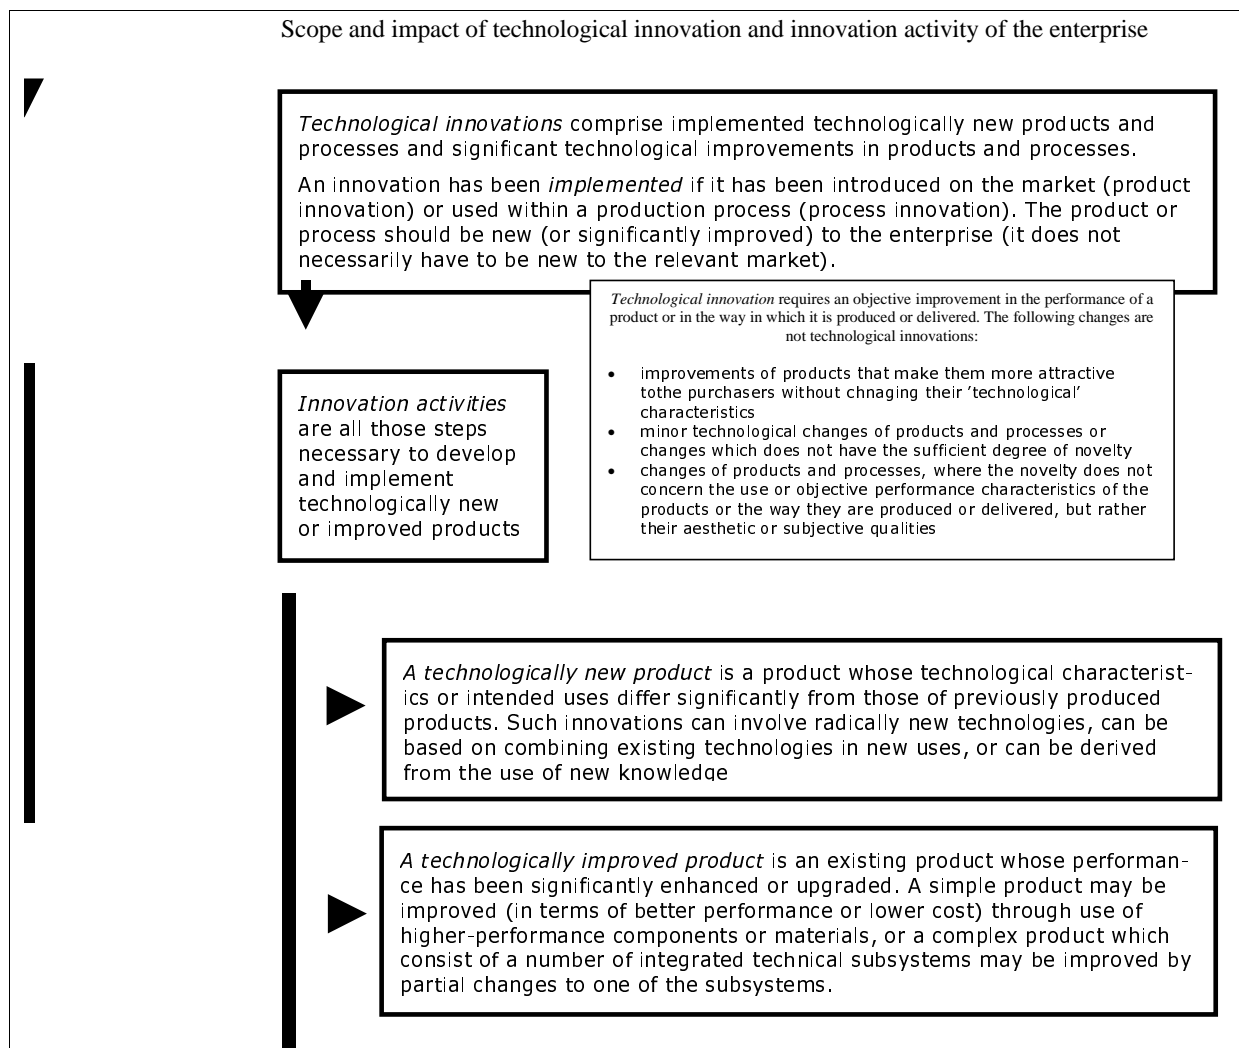 Scope and impact of technological innovation and innovation activity of the enterprise
Technological innovations comprise implemented technologically new products and
processes and significant technological improvements in products and processes.
An innovation has been implemented if it has been introduced on the market (product
innovation) or used within a production process (process innovation). The product or
process should be new (or significantly improved) to the enterprise (it does not
necessarily have to be new to the relevant market).
Technological innovation requires an objective improvement in the performance of a
product or in the way in which it is produced or delivered. The following changes are
not technological innovations:
• improvements of products that make them more attractive
tothe purchasers without chnaging their ’technological’
characteristics
• minor technological changes of products and processes or
changes which does not have the sufficient degree of novelty
• changes of products and processes, where the novelty does not
concern the use or objective performance characteristics of the
products or the way they are produced or delivered, but rather
their aesthetic or subjective qualities
Innovation activities
are all those steps
necessary to develop
and implement
technologically new
or improved products
A technologically new product is a product whose technological characterist-
ics or intended uses differ significantly from those of previously produced
products. Such innovations can involve radically new technologies, can be
based on combining existing technologies in new uses, or can be derived
from the use of new knowledge
A technologically improved product is an existing product whose performan-
ce has been significantly enhanced or upgraded. A simple product may be
improved (in terms of better performance or lower cost) through use of
higher-performance components or materials, or a complex product which
consist of a number of integrated technical subsystems may be improved by
partial changes to one of the subsystems.